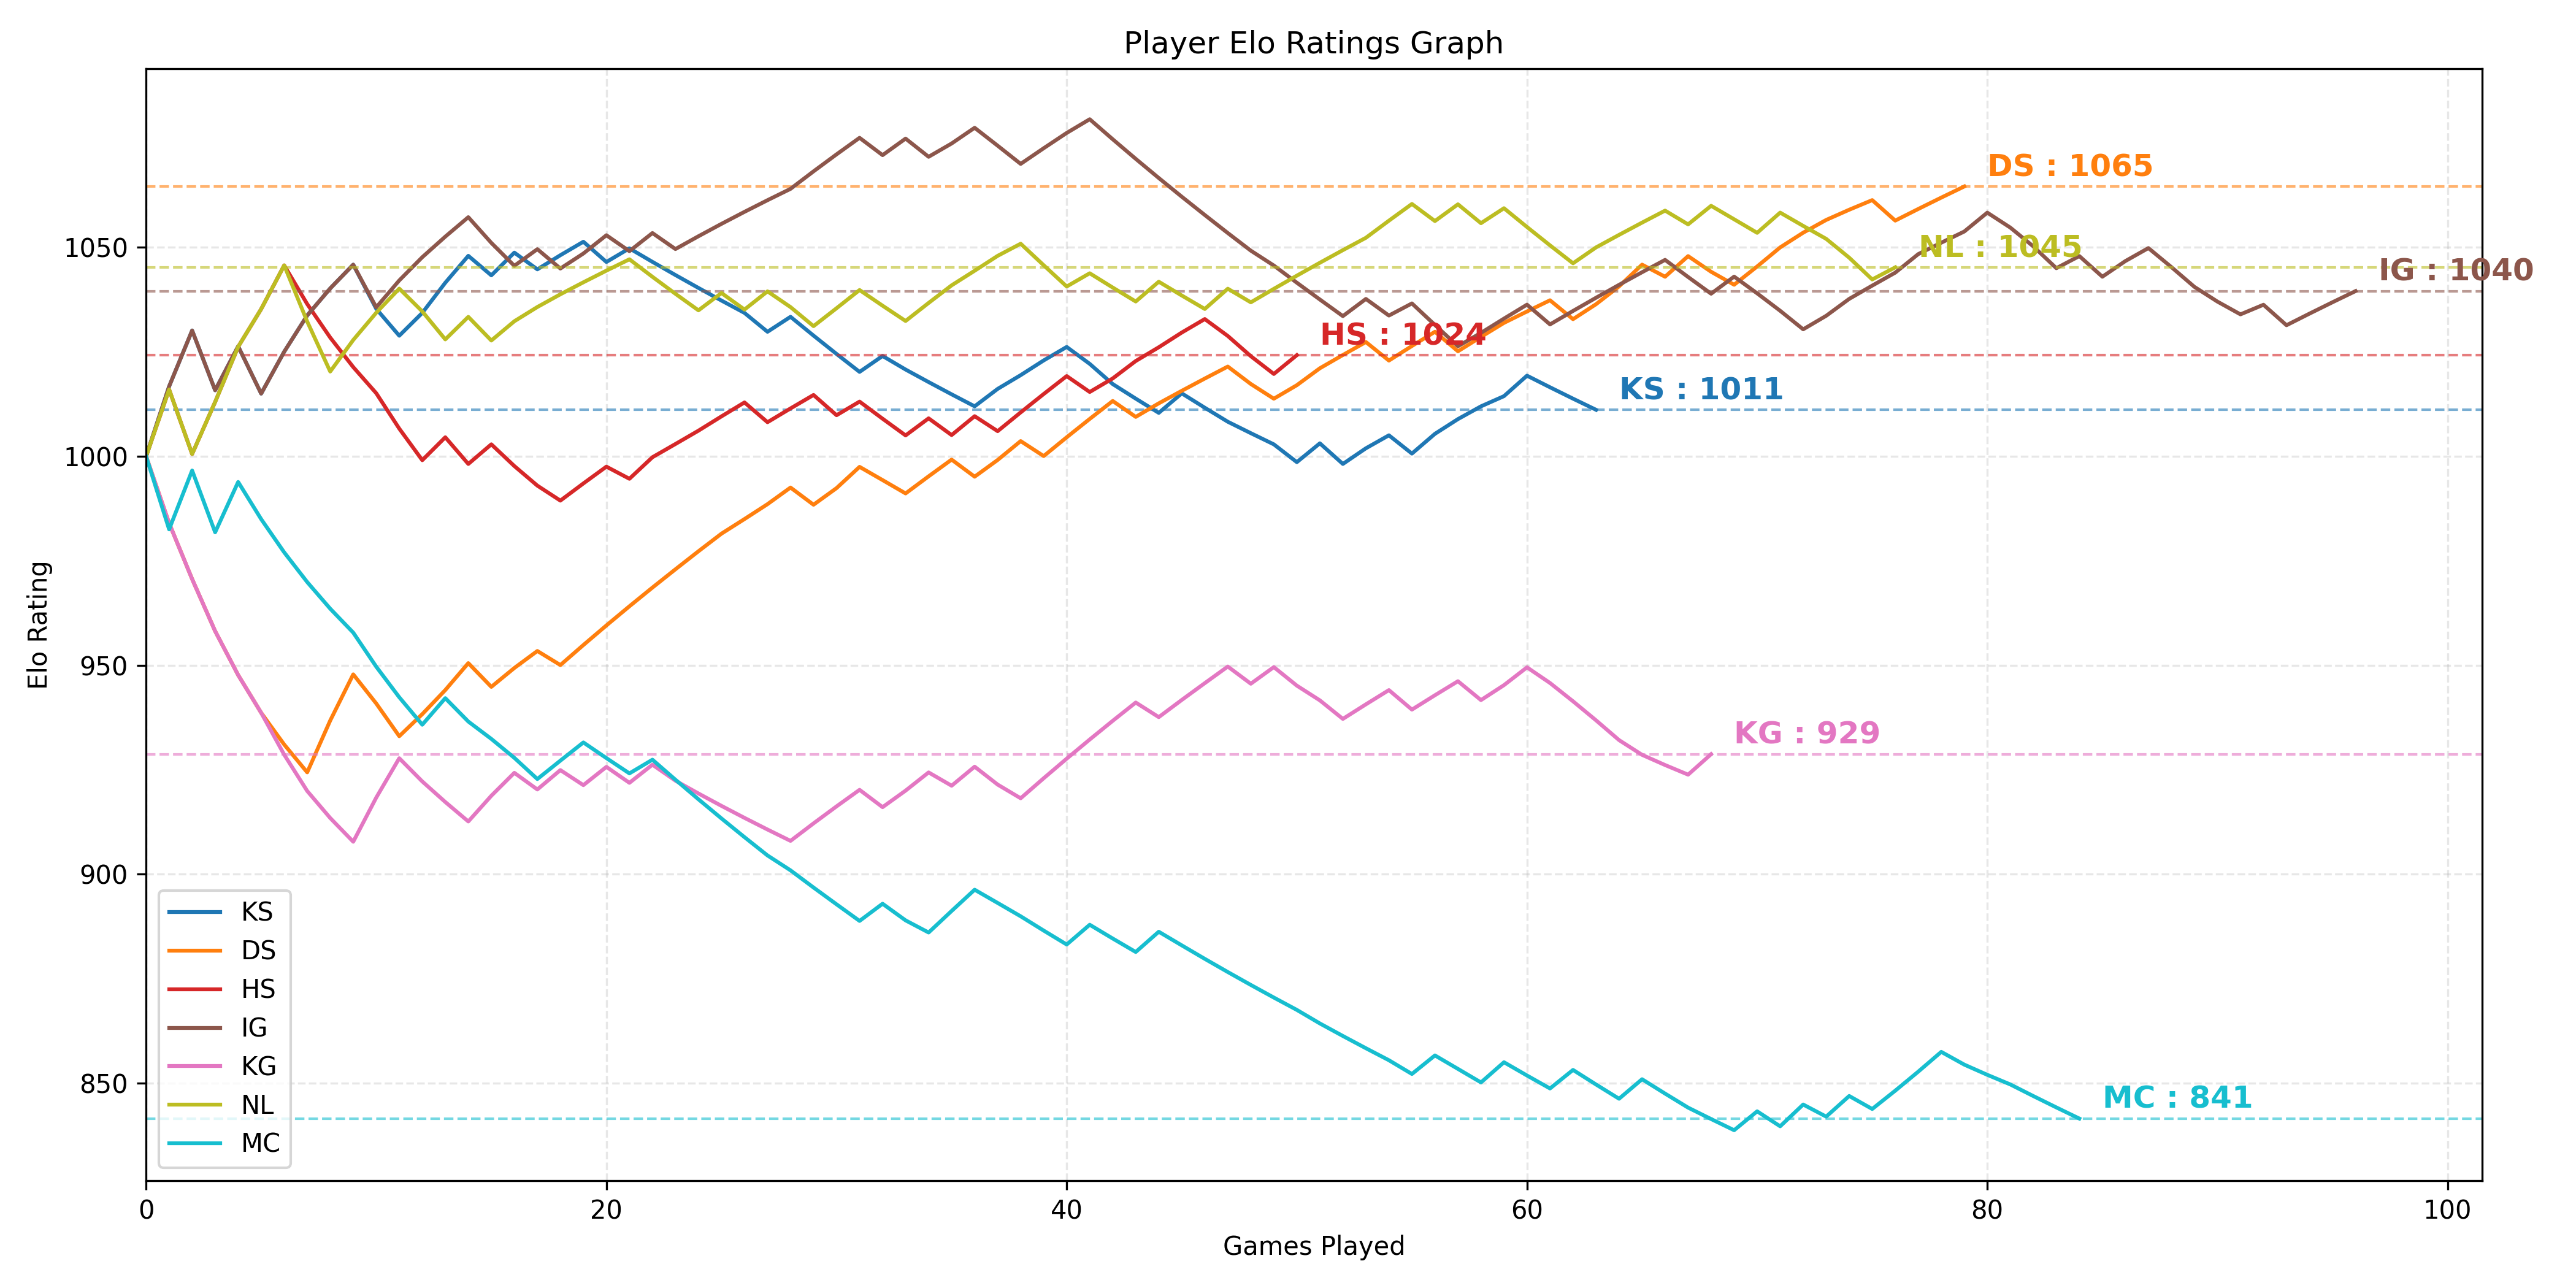 Player Elo Ratings Graph
Elo Rating
1050
1000
950
900
850
DS : 1065
NL : 1045
IG : 1040
HS : 1024
KS : 1011
KG : 929
MC : 841
KS
DS
HS
IG
KG
NL
MC
0 20 40 60 80 100
Games Played